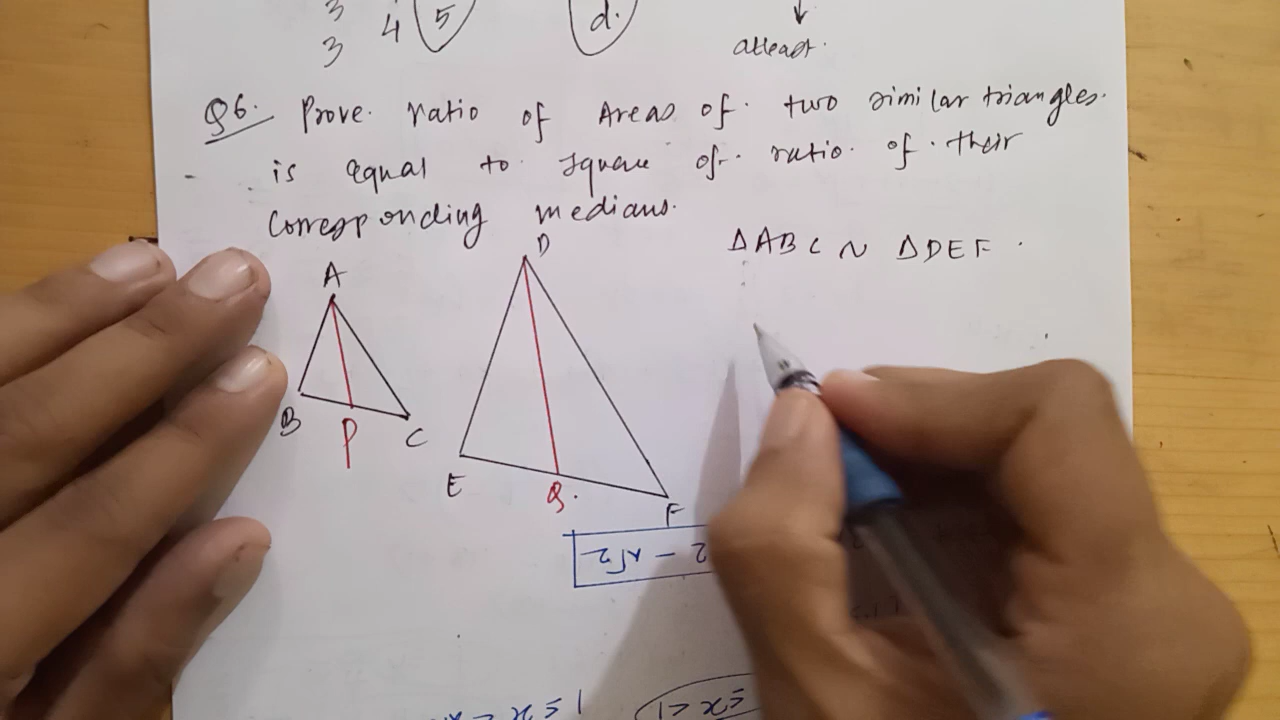 3
3 4 5 d. ↓
atleast.
Q6. Prove ratio of Areas of two similar triangles.
is equal to square of ratio of their
corresponding medians.
ΔABC ~ ΔDEF.
D
A
B P C
E Q. F